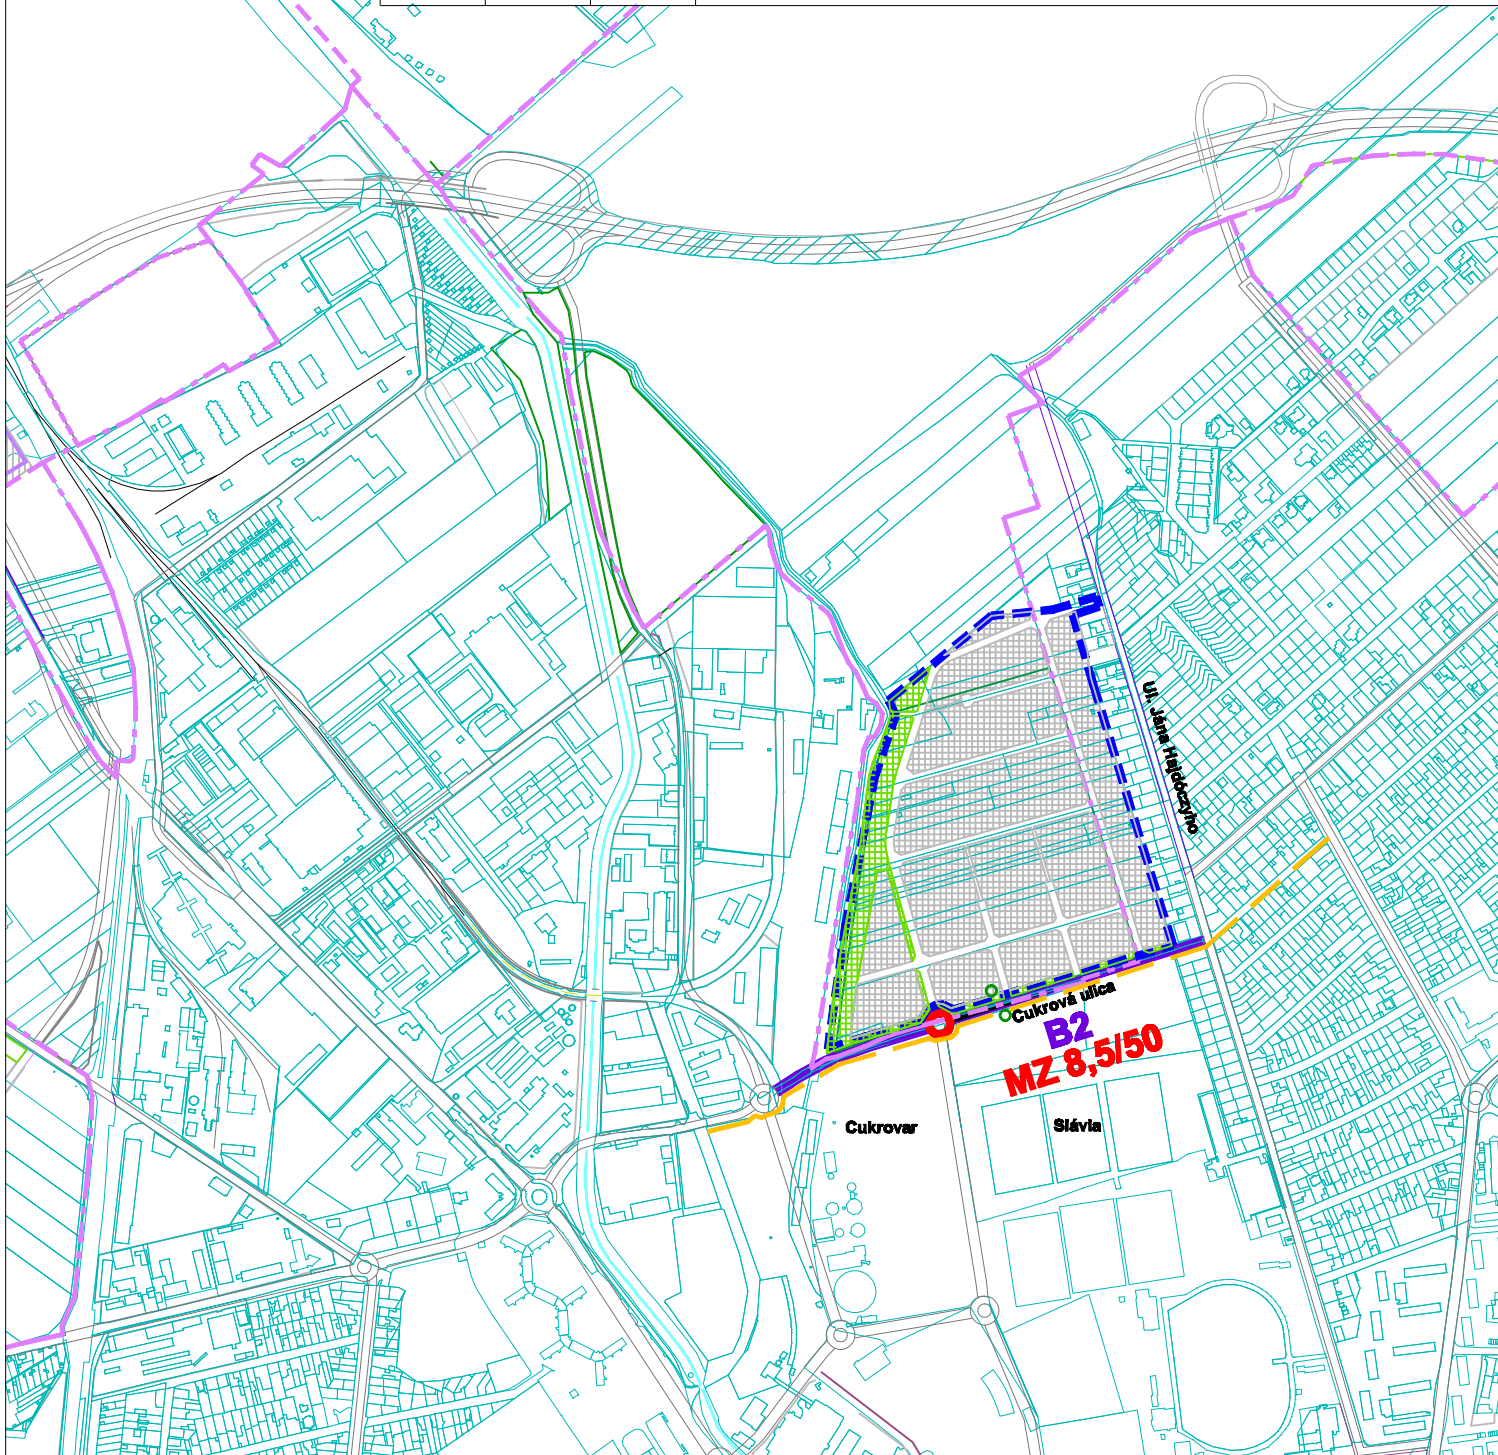 Ul. Jána Hajdóczyho
Cukrová ulica
B2
MZ 8,5/50
Cukrovar
Slávia